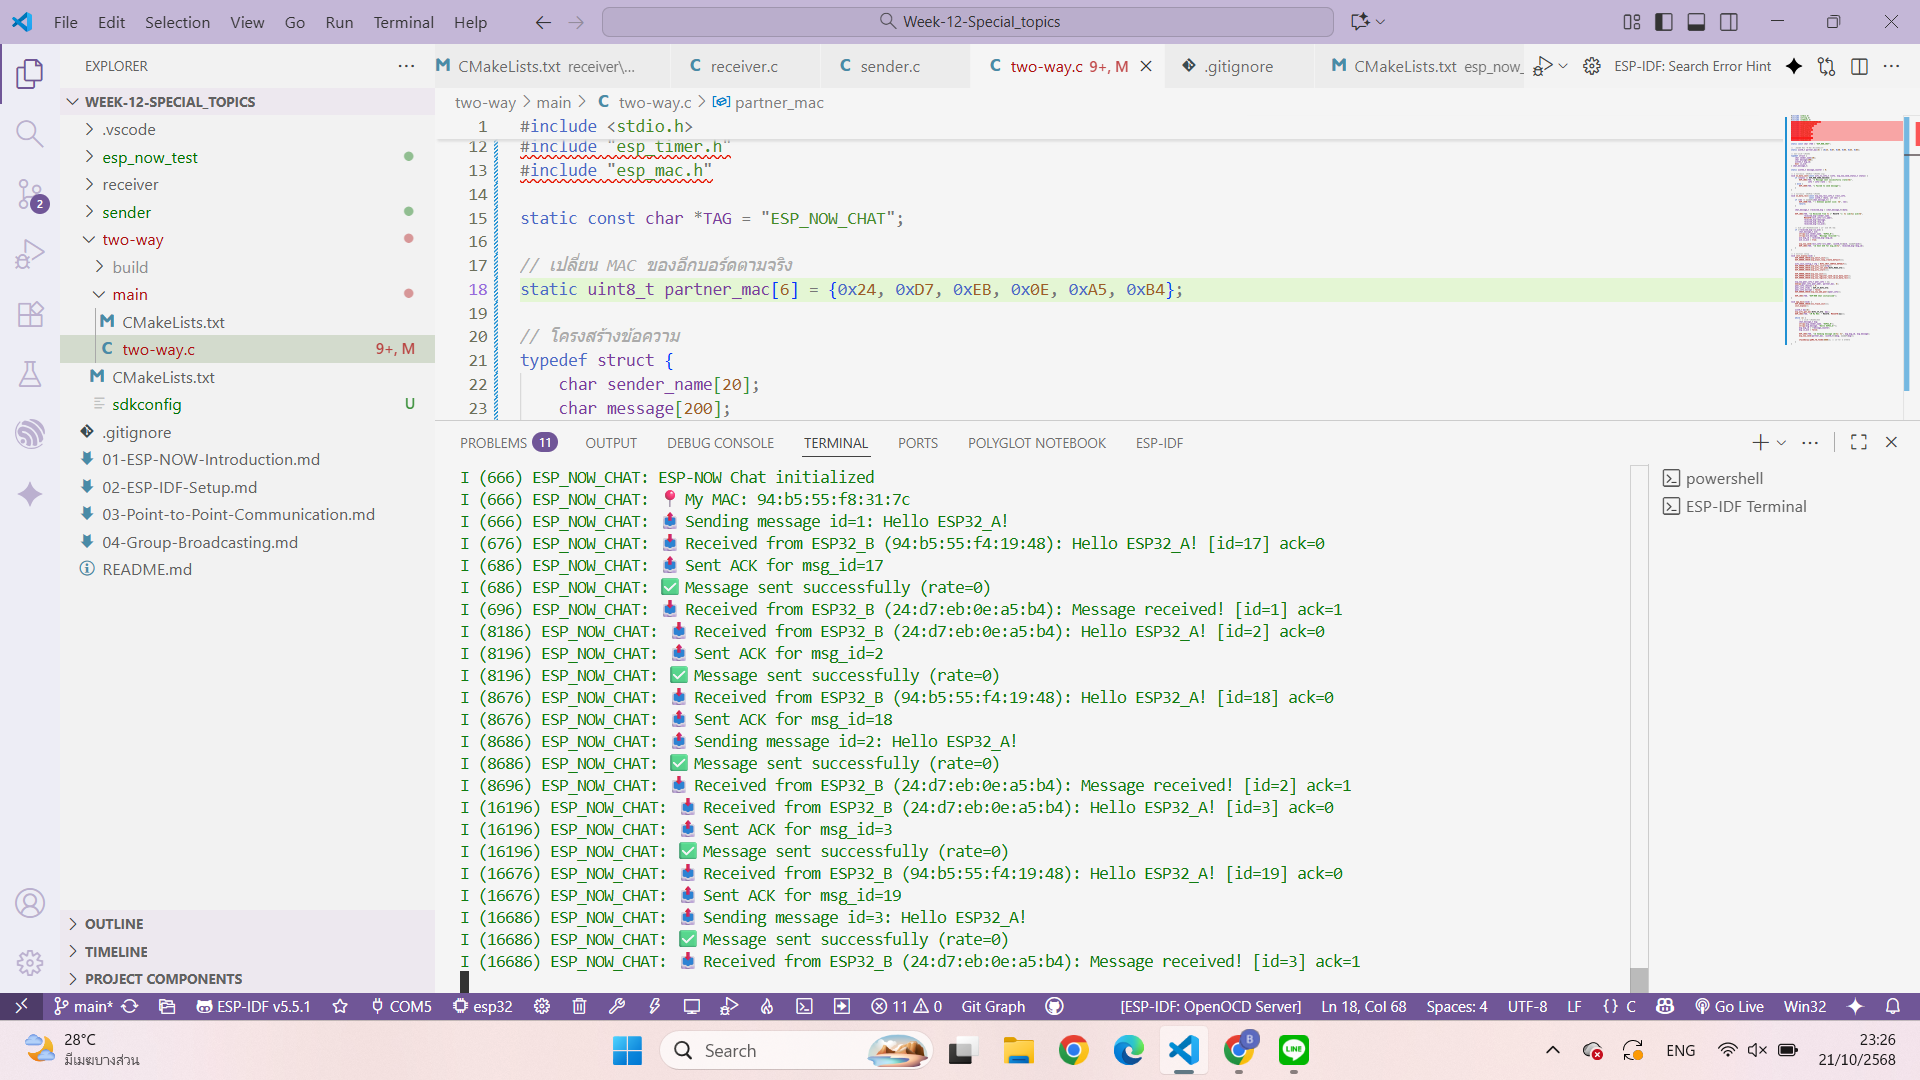 File Edit Selection View Go Run Terminal Help
Week-12-Special_topics
EXPLORER
WEEK-12-SPECIAL_TOPICS
.vscode
esp_now_test
receiver
sender
two-way
build
main
CMakeLists.txt
two-way.c 9+, M
CMakeLists.txt
sdkconfig U
.gitignore
01-ESP-NOW-Introduction.md
02-ESP-IDF-Setup.md
03-Point-to-Point-Communication.md
04-Group-Broadcasting.md
README.md
OUTLINE
TIMELINE
PROJECT COMPONENTS
2
CMakeLists.txt receiver\... receiver.c sender.c two-way.c 9+, M .gitignore CMakeLists.txt esp_now_ ESP-IDF: Search Error Hint
two-way > main > C two-way.c > partner_mac
1 #include <stdio.h>
12 #include "esp_timer.h"
13 #include "esp_mac.h"
14
15 static const char *TAG = "ESP_NOW_CHAT";
16
17 // เปลี่ยน MAC ของอีกบอร์ดตามจริง
18 static uint8_t partner_mac[6] = {0x24, 0xD7, 0xEB, 0x0E, 0xA5, 0xB4};
19
20 // โครงสร้างข้อความ
21 typedef struct {
22 char sender_name[20];
23 char message[200];
PROBLEMS 11 OUTPUT DEBUG CONSOLE TERMINAL PORTS POLYGLOT NOTEBOOK ESP-IDF
powershell
ESP-IDF Terminal
I (666) ESP_NOW_CHAT: ESP-NOW Chat initialized
I (666) ESP_NOW_CHAT: 📍 My MAC: 94:b5:55:f8:31:7c
I (666) ESP_NOW_CHAT: 📤 Sending message id=1: Hello ESP32_A!
I (676) ESP_NOW_CHAT: 📥 Received from ESP32_B (94:b5:55:f4:19:48): Hello ESP32_A! [id=17] ack=0
I (686) ESP_NOW_CHAT: 📤 Sent ACK for msg_id=17
I (686) ESP_NOW_CHAT: ✅ Message sent successfully (rate=0)
I (696) ESP_NOW_CHAT: 📥 Received from ESP32_B (24:d7:eb:0e:a5:b4): Message received! [id=1] ack=1
I (8186) ESP_NOW_CHAT: 📥 Received from ESP32_B (24:d7:eb:0e:a5:b4): Hello ESP32_A! [id=2] ack=0
I (8196) ESP_NOW_CHAT: 📤 Sent ACK for msg_id=2
I (8196) ESP_NOW_CHAT: ✅ Message sent successfully (rate=0)
I (8676) ESP_NOW_CHAT: 📥 Received from ESP32_B (94:b5:55:f4:19:48): Hello ESP32_A! [id=18] ack=0
I (8676) ESP_NOW_CHAT: 📤 Sent ACK for msg_id=18
I (8686) ESP_NOW_CHAT: 📤 Sending message id=2: Hello ESP32_A!
I (8686) ESP_NOW_CHAT: ✅ Message sent successfully (rate=0)
I (8696) ESP_NOW_CHAT: 📥 Received from ESP32_B (24:d7:eb:0e:a5:b4): Message received! [id=2] ack=1
I (16196) ESP_NOW_CHAT: 📥 Received from ESP32_B (24:d7:eb:0e:a5:b4): Hello ESP32_A! [id=3] ack=0
I (16196) ESP_NOW_CHAT: 📤 Sent ACK for msg_id=3
I (16196) ESP_NOW_CHAT: ✅ Message sent successfully (rate=0)
I (16676) ESP_NOW_CHAT: 📥 Received from ESP32_B (94:b5:55:f4:19:48): Hello ESP32_A! [id=19] ack=0
I (16676) ESP_NOW_CHAT: 📤 Sent ACK for msg_id=19
I (16686) ESP_NOW_CHAT: 📤 Sending message id=3: Hello ESP32_A!
I (16686) ESP_NOW_CHAT: ✅ Message sent successfully (rate=0)
I (16686) ESP_NOW_CHAT: 📥 Received from ESP32_B (24:d7:eb:0e:a5:b4): Message received! [id=3] ack=1
main* ESP-IDF v5.5.1 COM5 esp32 11 0 Git Graph [ESP-IDF: OpenOCD Server] Ln 18, Col 68 Spaces: 4 UTF-8 LF {} C Go Live Win32
28°C
มีเมฆบางส่วน
Search
B
LINE
ENG
23:26
21/10/2568